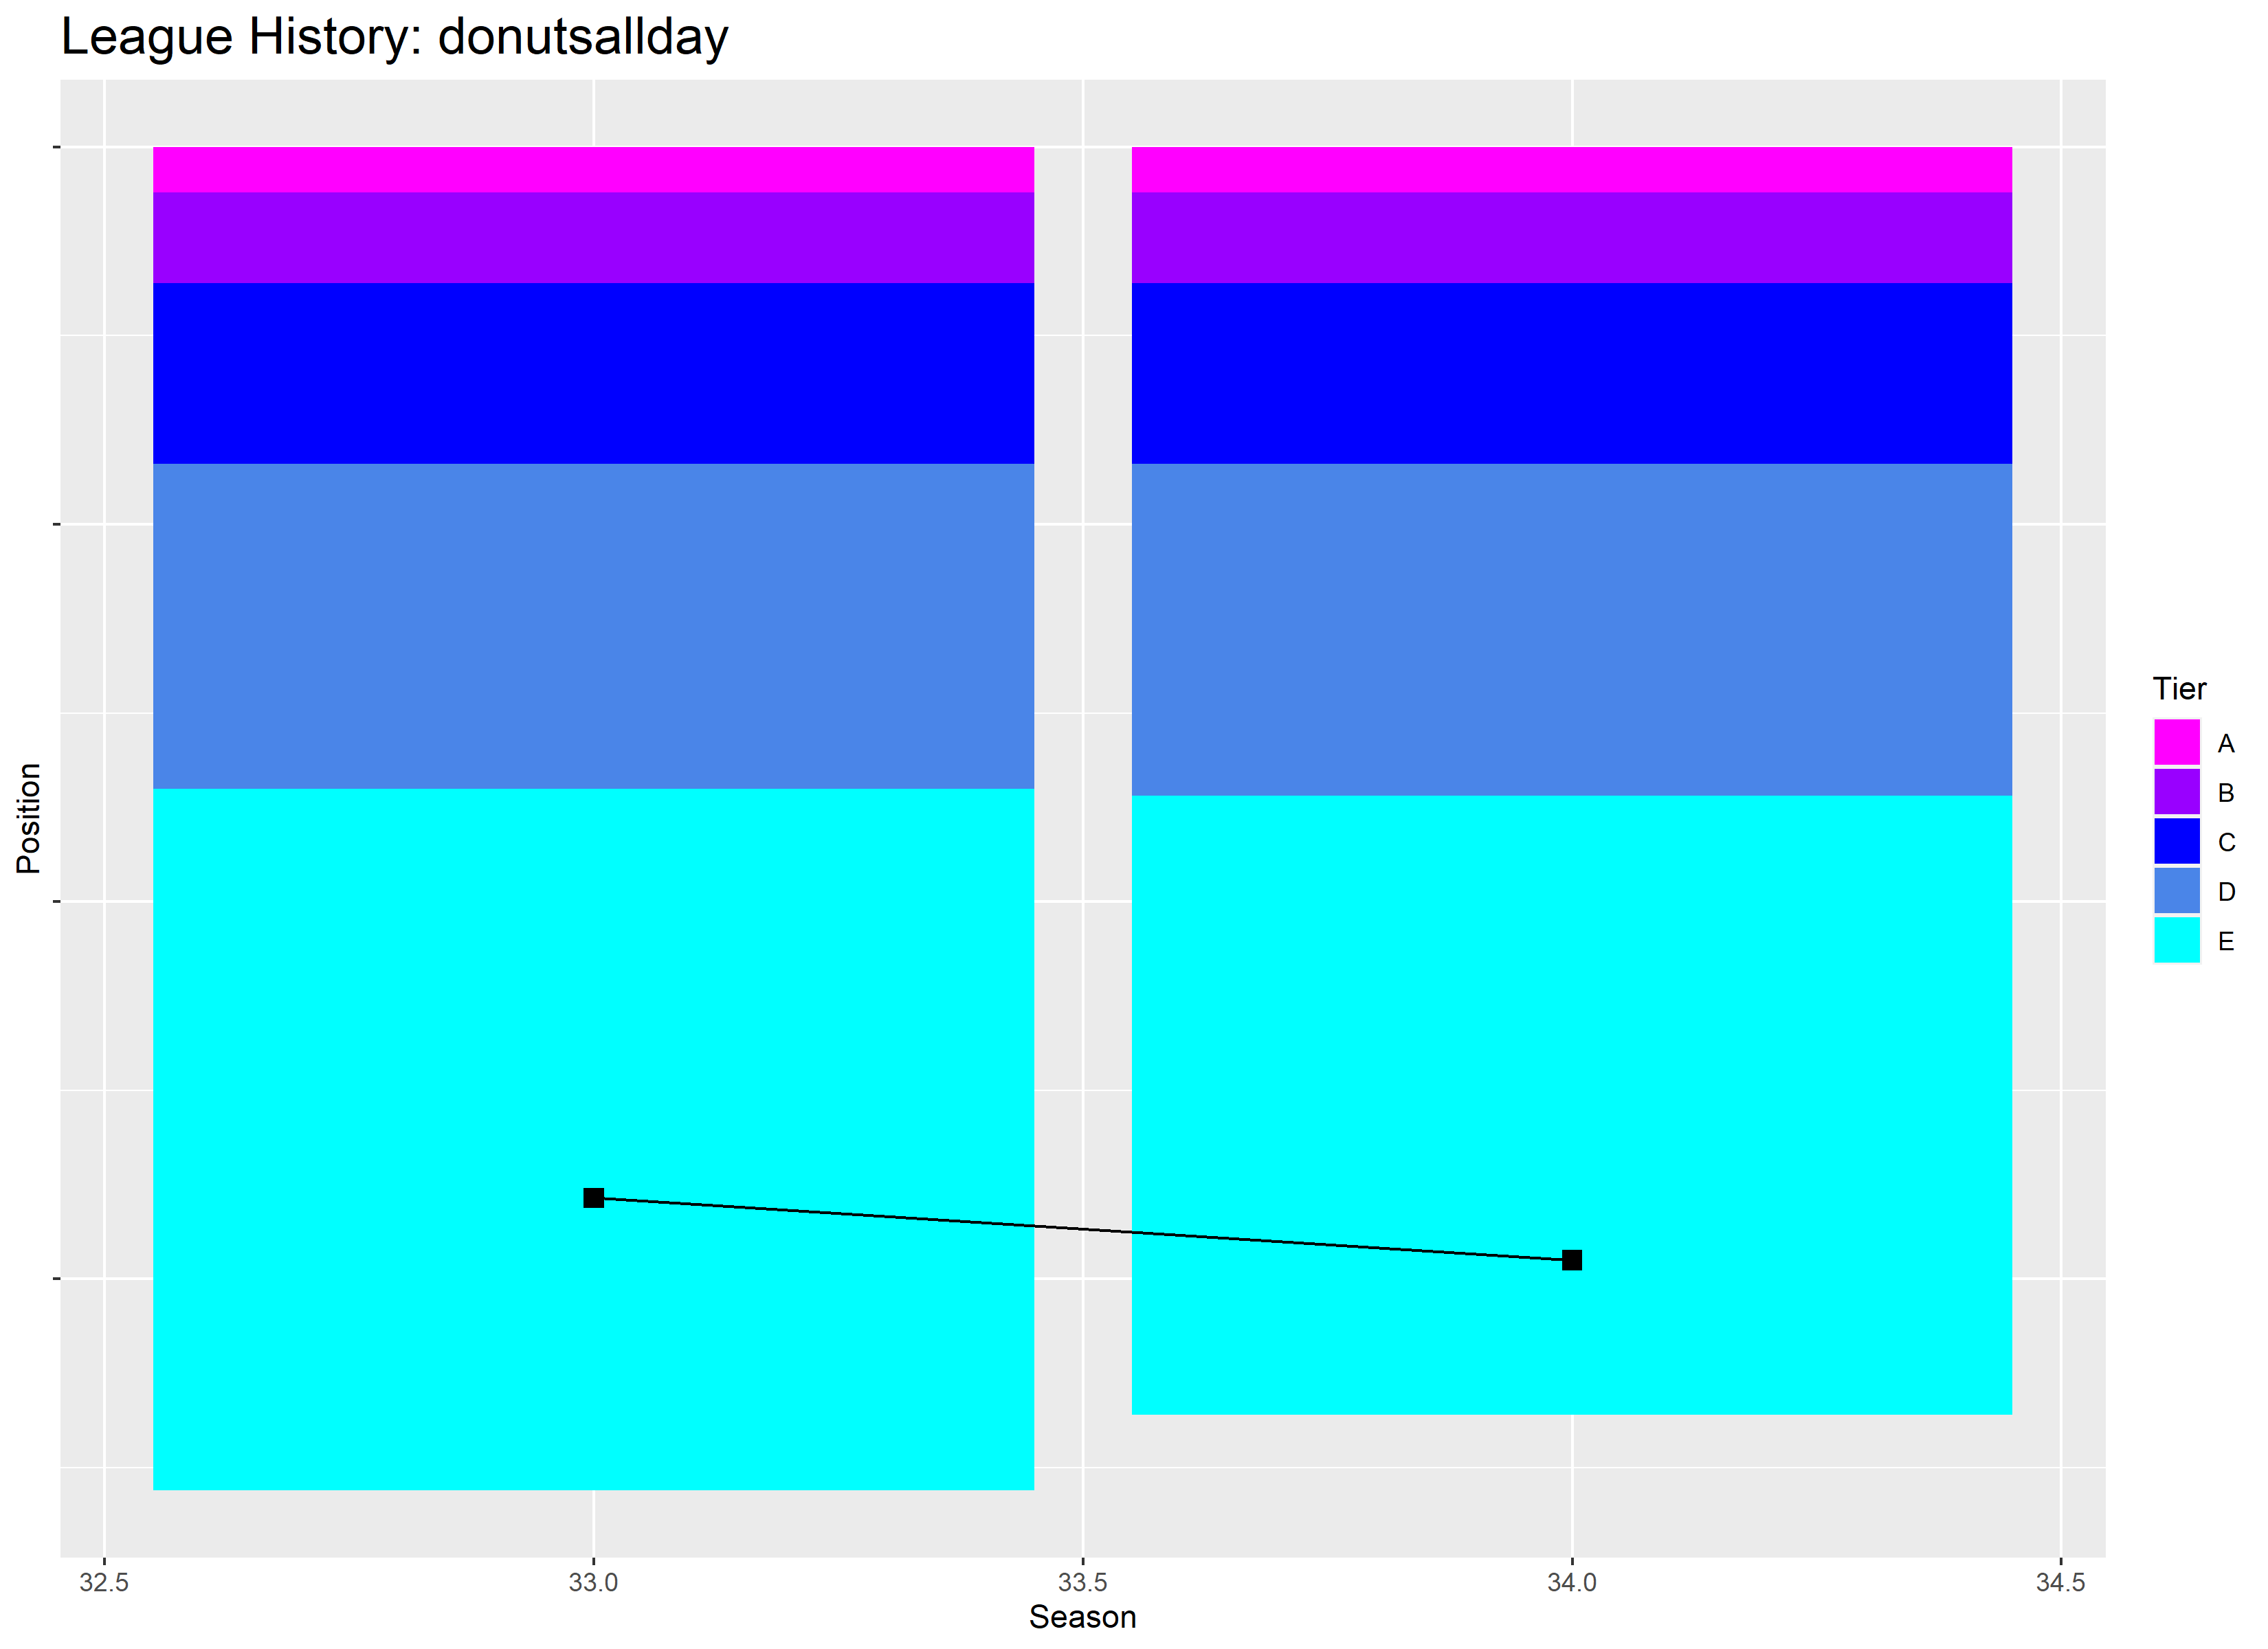 League History: donutsallday
Position
Tier
A
B
C
D
E
32.5
33.0
33.5
34.0
34.5
Season